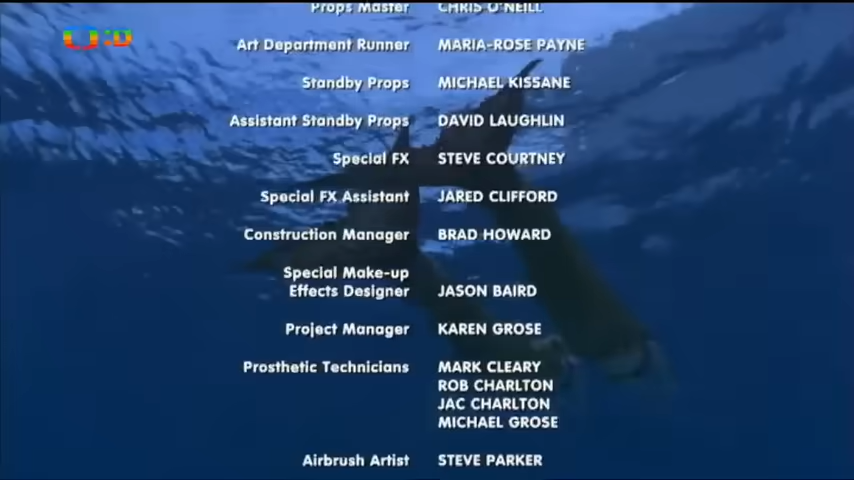 Props Master CHRIS O'NEILL
:D
Art Department Runner MARIA-ROSE PAYNE
Standby Props MICHAEL KISSANE
Assistant Standby Props DAVID LAUGHLIN
Special FX STEVE COURTNEY
Special FX Assistant JARED CLIFFORD
Construction Manager BRAD HOWARD
Special Make-up
Effects Designer JASON BAIRD
Project Manager KAREN GROSE
Prosthetic Technicians MARK CLEARY
ROB CHARLTON
JAC CHARLTON
MICHAEL GROSE
Airbrush Artist STEVE PARKER